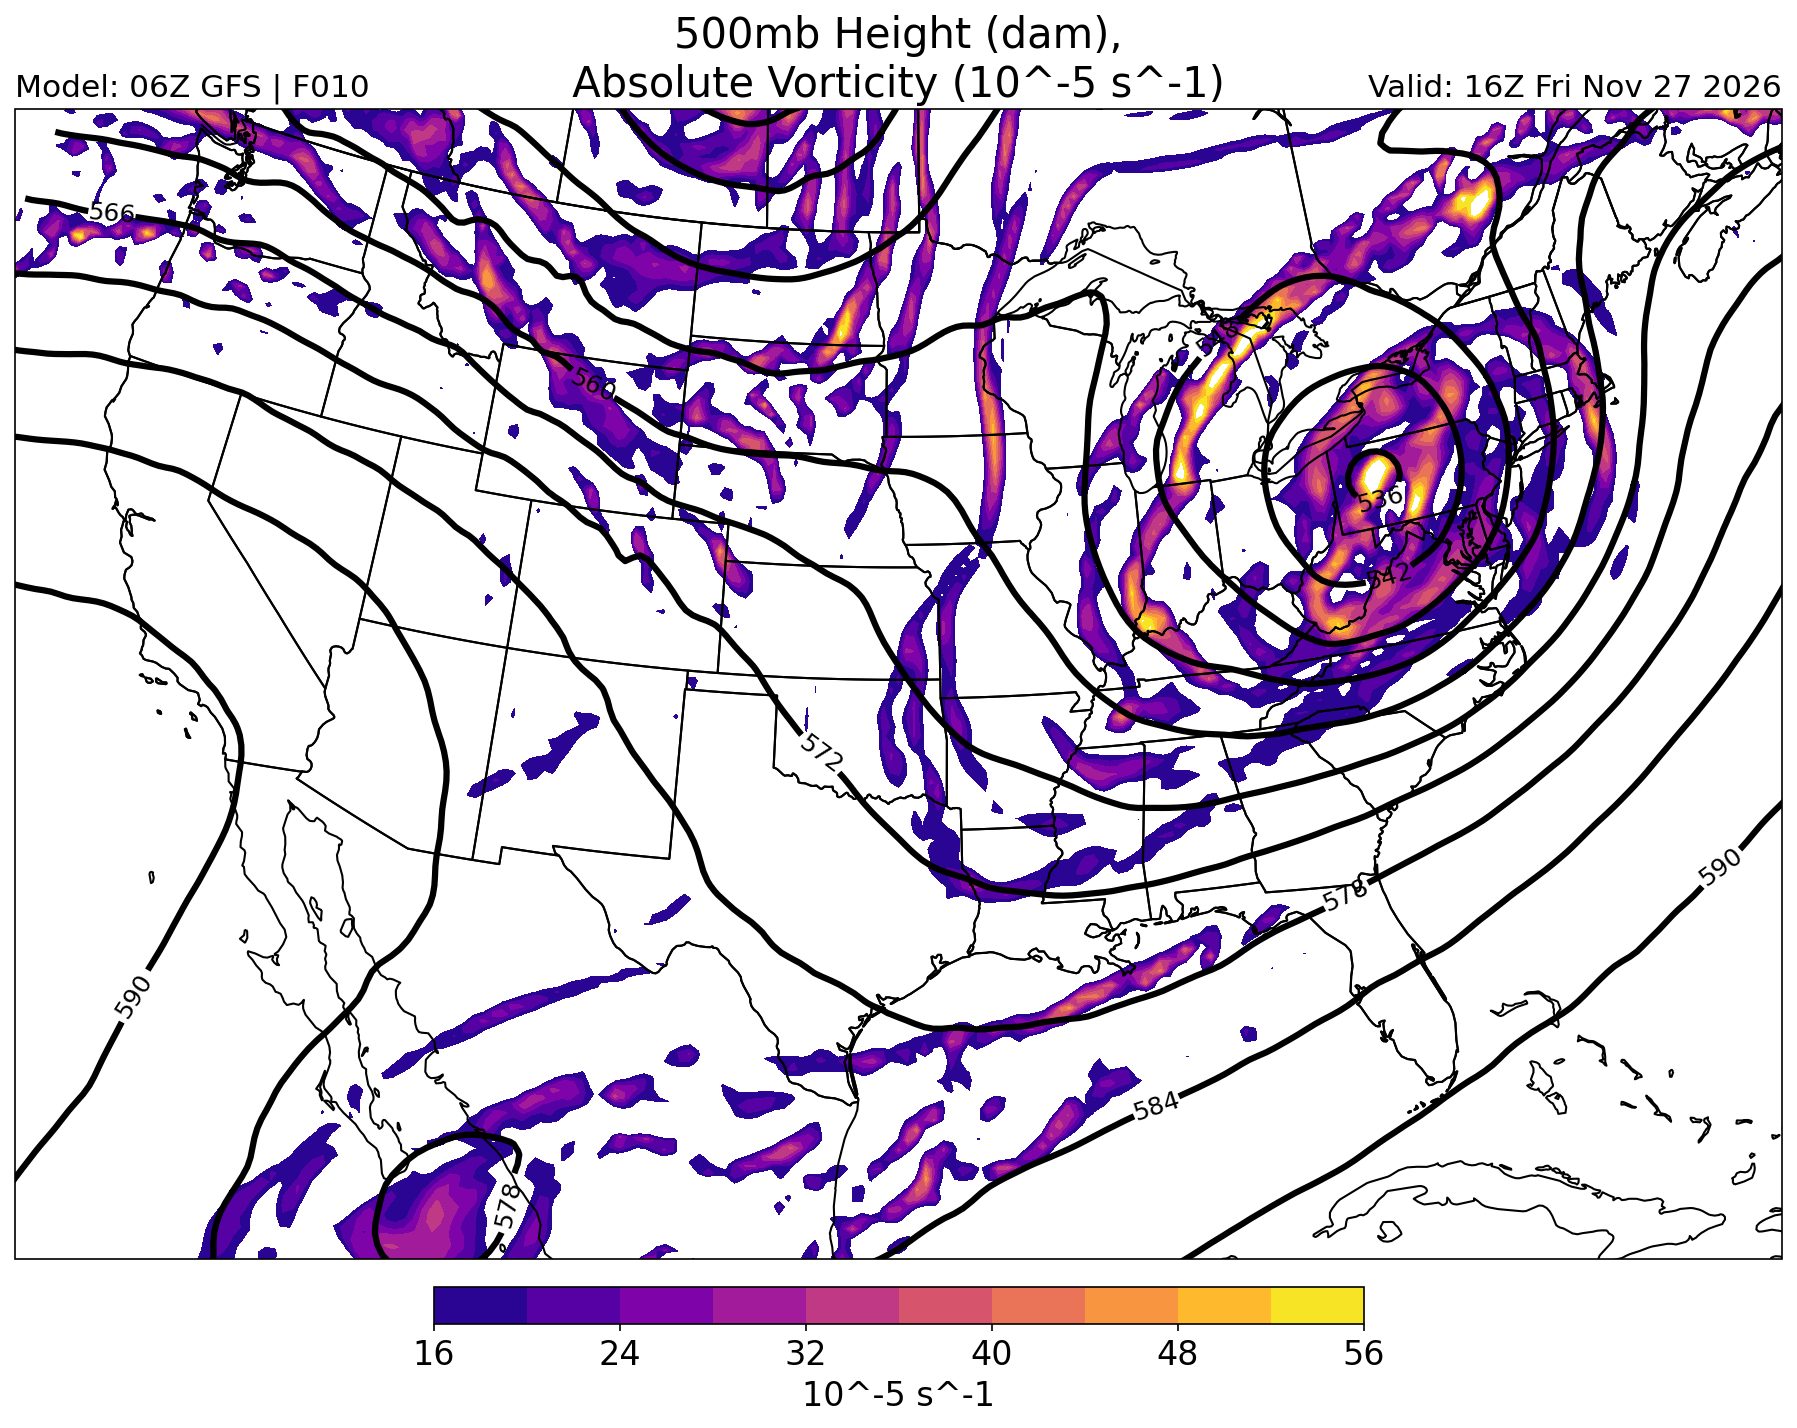 500mb Height (dam),
Absolute Vorticity (10^-5 s^-1)
Model: 06Z GFS | F010
Valid: 16Z Fri Nov 27 2026
566
560
536
542
572
578
590
590
584
578
16 24 32 40 48 56
10^-5 s^-1